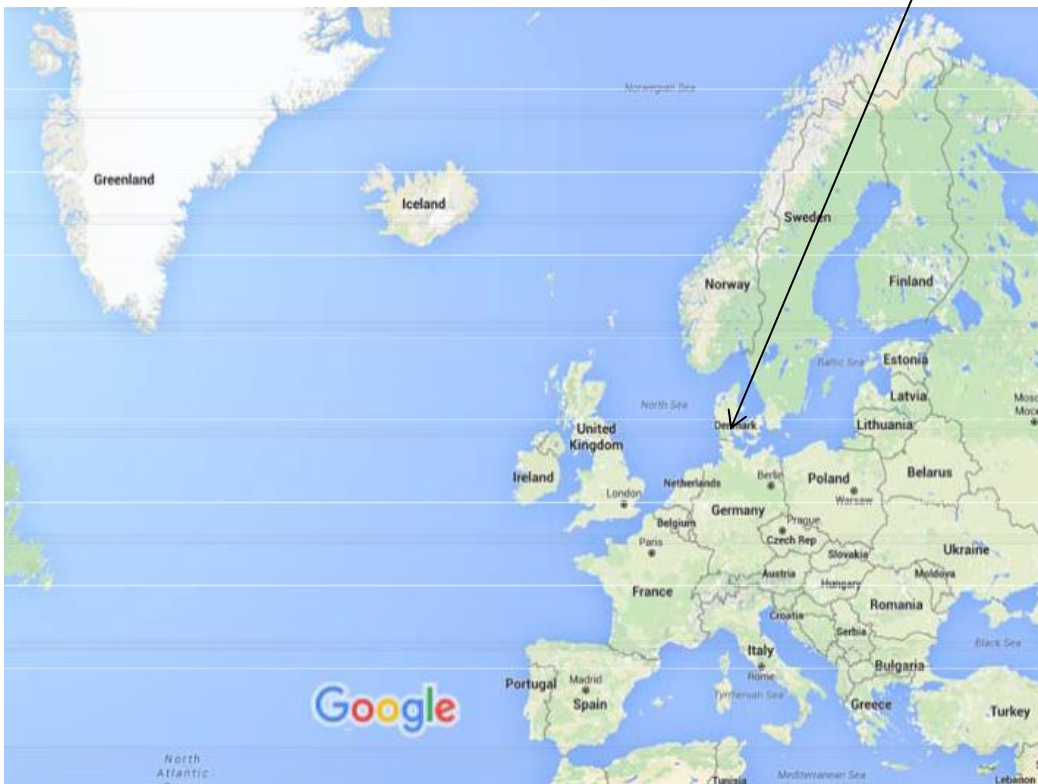 Norwegian Sea
Greenland
Iceland
Sweden
Norway
Finland
Baltic Sea
Estonia
North Sea
Latvia
Mosc
Моск
Denmark
Lithuania
United
Kingdom
Ireland
Netherlands
Berlin
Poland
Belarus
London
Warsaw
Germany
Belgium
Prague
Paris
Czech Rep
Slovakia
Ukraine
Austria
Hungary
Moldova
France
Romania
Croatia
Serbia
Black Sea
Italy
Rome
Bulgaria
Portugal
Madrid
Spain
Tyrrhenian Sea
Greece
Turkey
Google
North
Atlantic
Tunisia
Mediterranean Sea
Lebanon